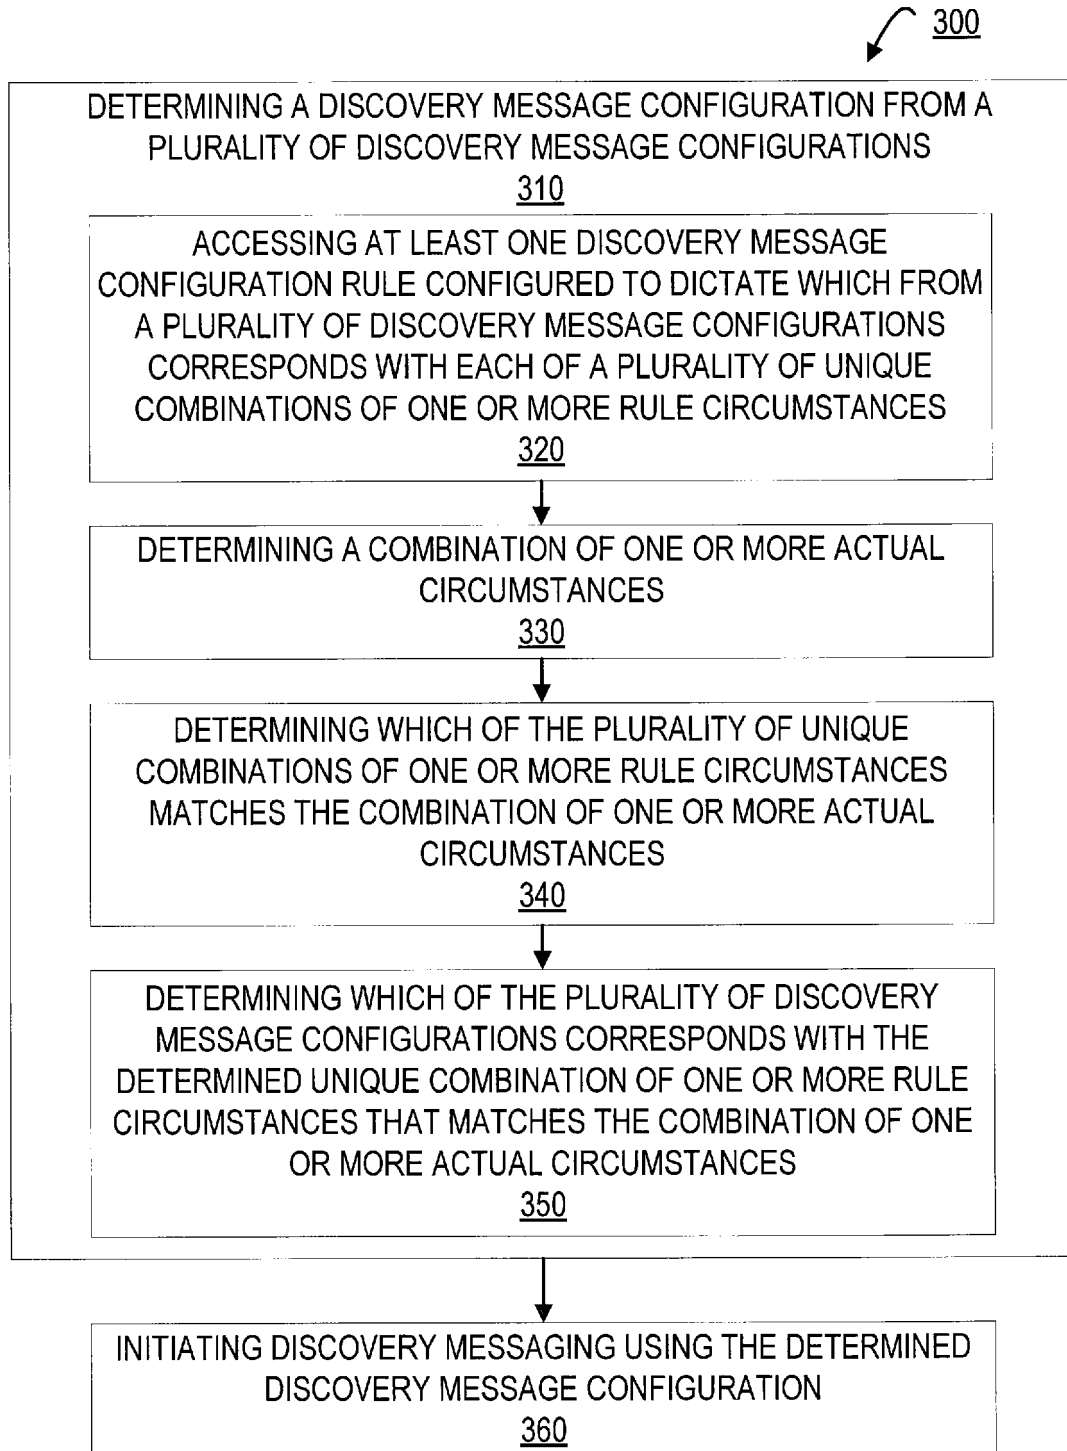 300
DETERMINING A DISCOVERY MESSAGE CONFIGURATION FROM A
PLURALITY OF DISCOVERY MESSAGE CONFIGURATIONS
310
ACCESSING AT LEAST ONE DISCOVERY MESSAGE
CONFIGURATION RULE CONFIGURED TO DICTATE WHICH FROM
A PLURALITY OF DISCOVERY MESSAGE CONFIGURATIONS
CORRESPONDS WITH EACH OF A PLURALITY OF UNIQUE
COMBINATIONS OF ONE OR MORE RULE CIRCUMSTANCES
320
DETERMINING A COMBINATION OF ONE OR MORE ACTUAL
CIRCUMSTANCES
330
DETERMINING WHICH OF THE PLURALITY OF UNIQUE
COMBINATIONS OF ONE OR MORE RULE CIRCUMSTANCES
MATCHES THE COMBINATION OF ONE OR MORE ACTUAL
CIRCUMSTANCES
340
DETERMINING WHICH OF THE PLURALITY OF DISCOVERY
MESSAGE CONFIGURATIONS CORRESPONDS WITH THE
DETERMINED UNIQUE COMBINATION OF ONE OR MORE RULE
CIRCUMSTANCES THAT MATCHES THE COMBINATION OF ONE
OR MORE ACTUAL CIRCUMSTANCES
350
INITIATING DISCOVERY MESSAGING USING THE DETERMINED
DISCOVERY MESSAGE CONFIGURATION
360